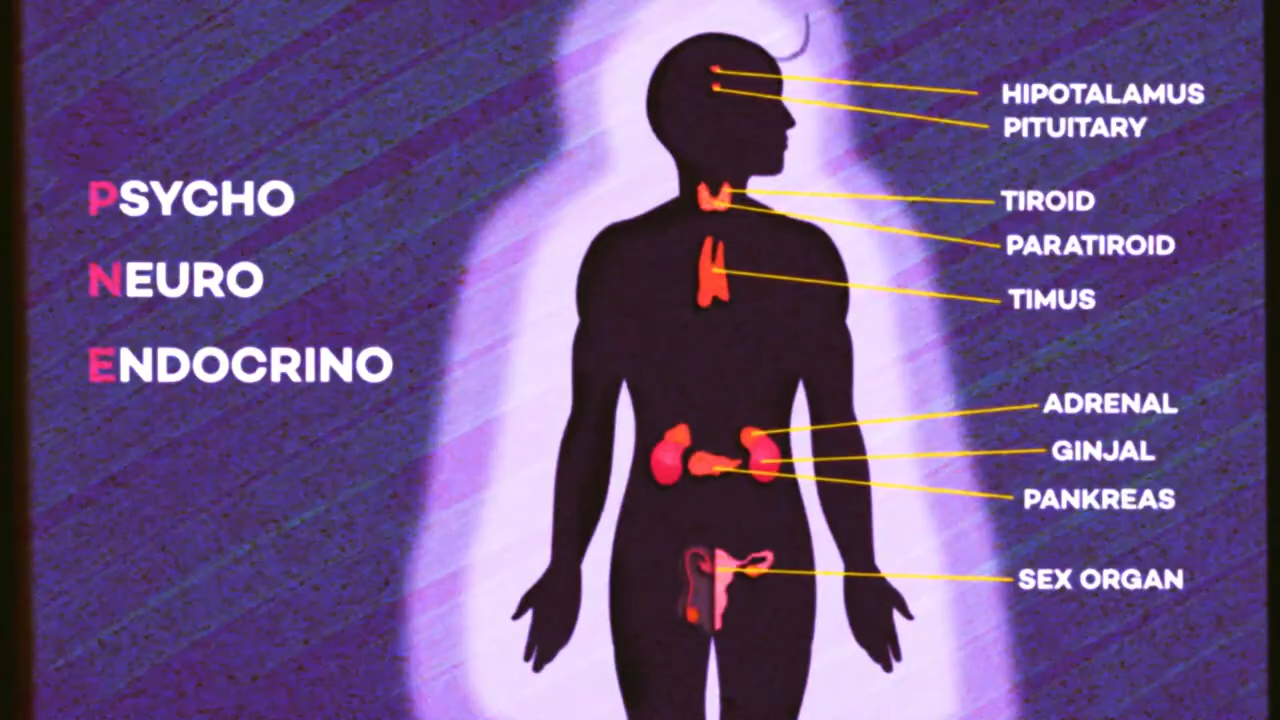 PSYCHO
NEURO
ENDOCRINO
HIPOTALAMUS
PITUITARY
TIROID
PARATIROID
TIMUS
ADRENAL
GINJAL
PANKREAS
SEX ORGAN